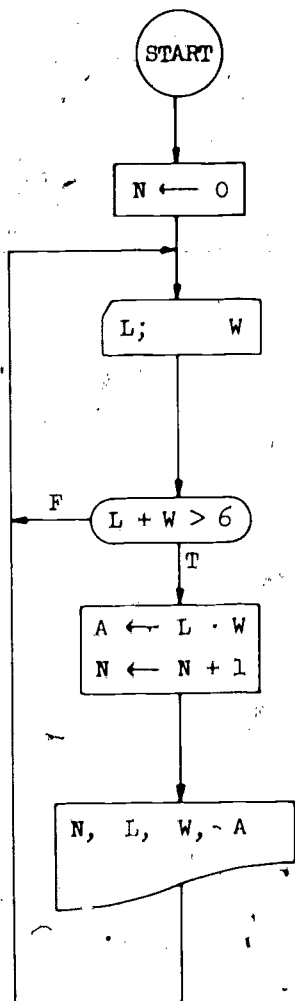 START
N ← 0
L; W
F
L + W > 6
T
A ← L · W
N ← N + 1
N, L, W, A